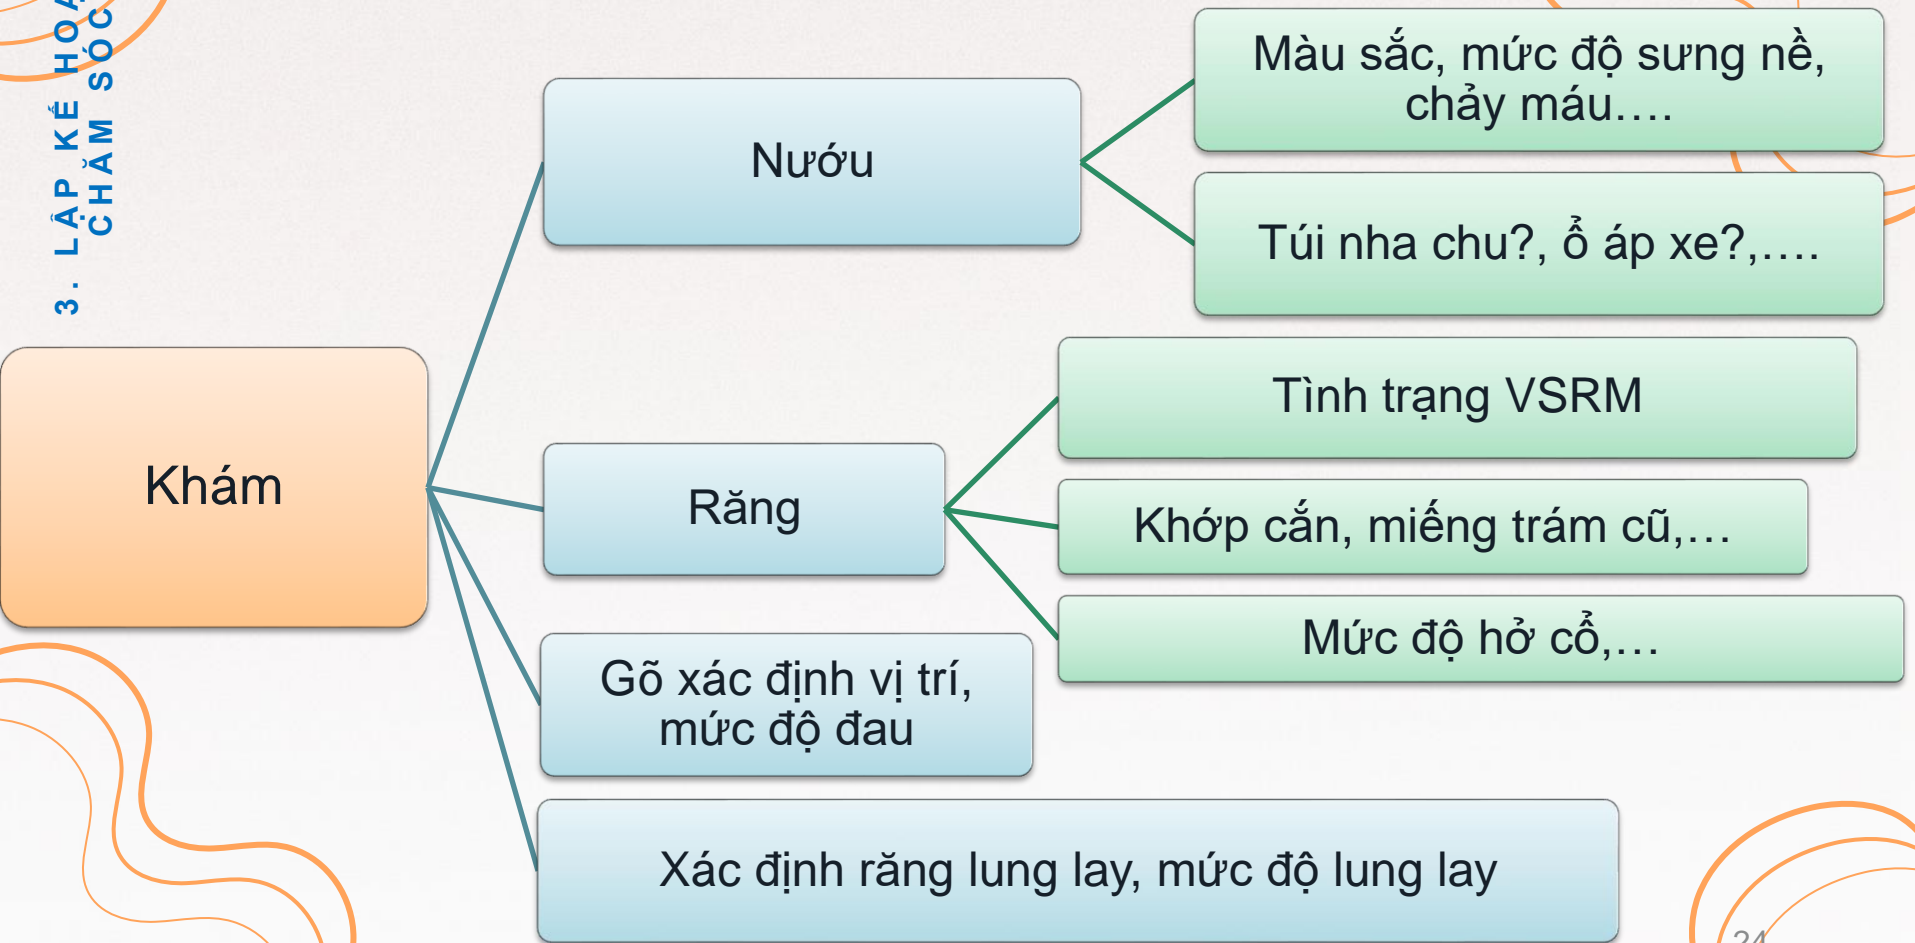 3. LẬP KẾ
CHĂM SÓC
Khám
Nướu
Màu sắc, mức độ sưng nề,
chảy máu….
Túi nha chu?, ổ áp xe?,….
Răng
Tình trạng VSRM
Khớp cắn, miếng trám cũ,…
Mức độ hở cổ,…
Gõ xác định vị trí,
mức độ đau
Xác định răng lung lay, mức độ lung lay
24